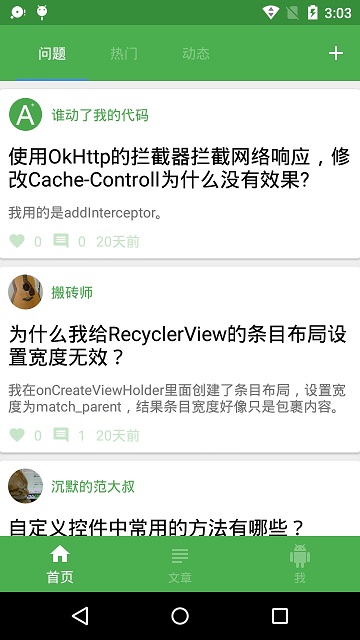 3:03
问题 热门 动态
谁动了我的代码
使用OkHttp的拦截器拦截网络响应，修
改Cache-Controll为什么没有效果?
我用的是addInterceptor。
0 0 20天前
搬砖师
为什么我给RecyclerView的条目布局设
置宽度无效？
我在onCreateViewHolder里面创建了条目布局，设置宽
度为match_parent，结果条目宽度好像只是包裹内容。
0 1 20天前
沉默的范大叔
自定义控件中常用的方法有哪些？
首页 文章 我